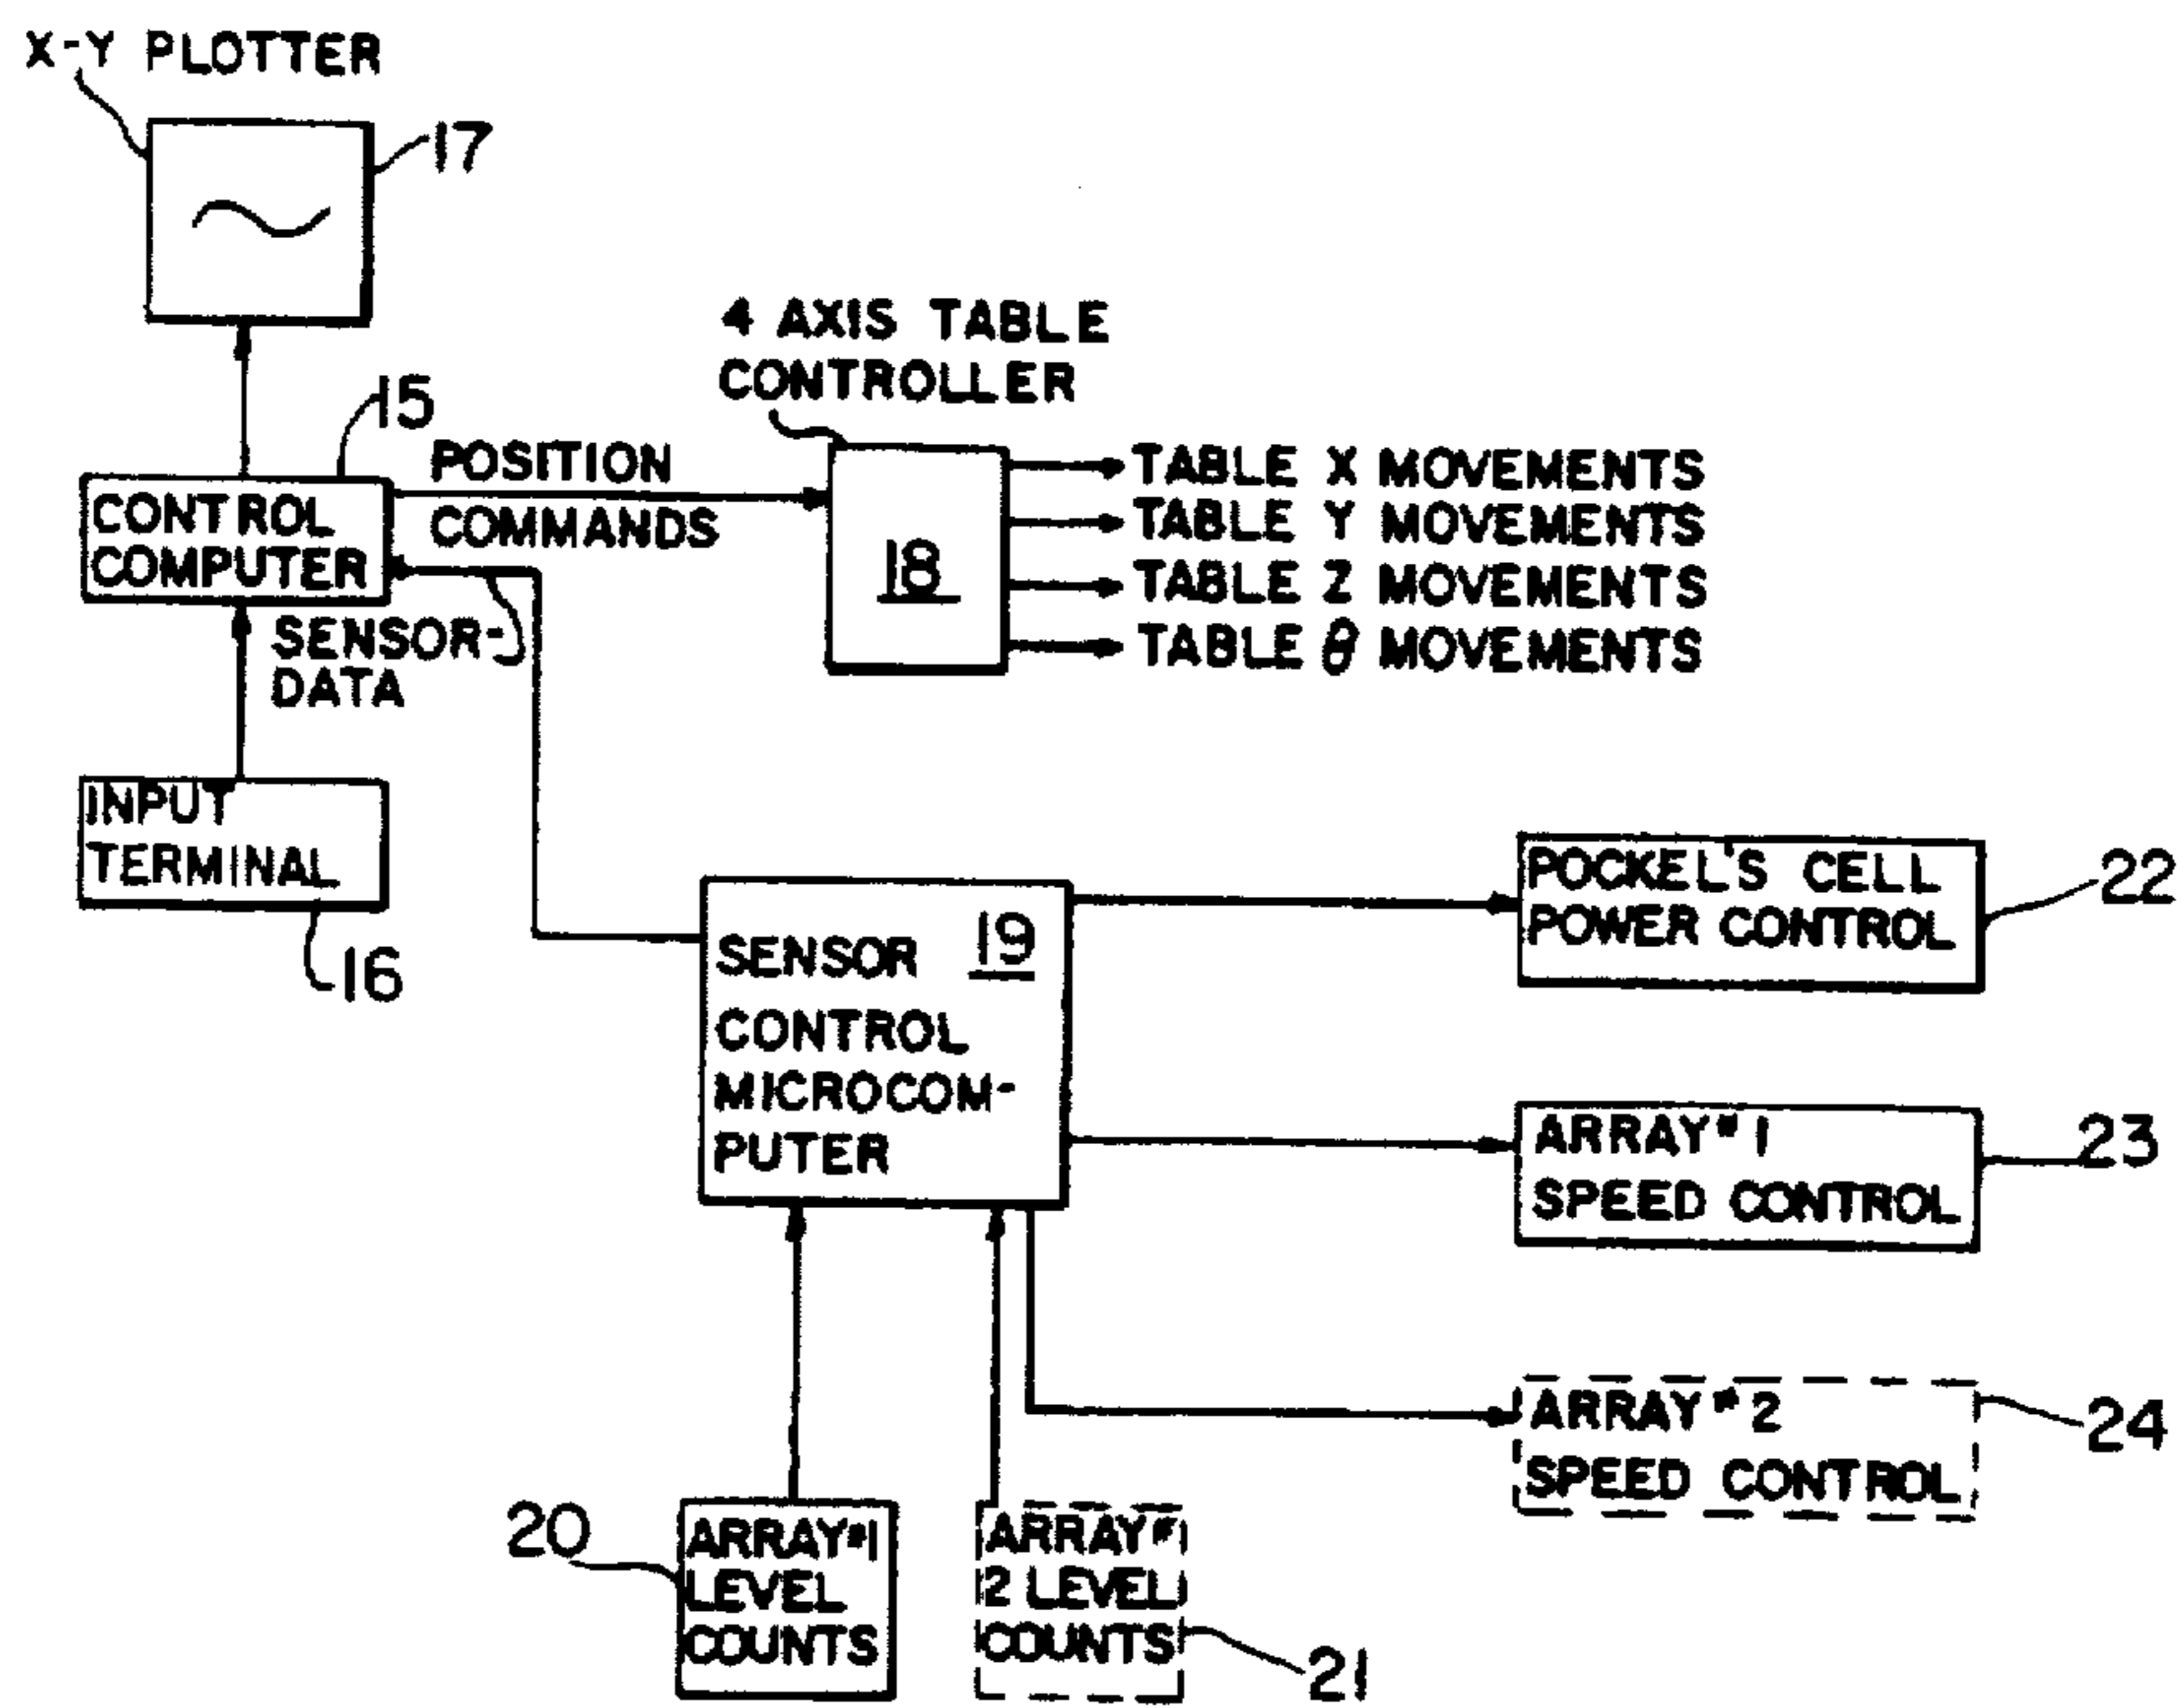 X-Y PLOTTER
17
4 AXIS TABLE
CONTROLLER
15
POSITION
COMMANDS
CONTROL
COMPUTER
18
TABLE X MOVEMENTS
TABLE Y MOVEMENTS
TABLE Z MOVEMENTS
TABLE θ MOVEMENTS
SENSOR-
DATA
INPUT
TERMINAL
16
SENSOR 19
CONTROL
MICROCOM-
PUTER
POCKEL'S CELL
POWER CONTROL
22
ARRAY #1
SPEED CONTROL
23
ARRAY #2
SPEED CONTROL
24
20
ARRAY #1
LEVEL
COUNTS
ARRAY #
2 LEVEL
COUNTS
21